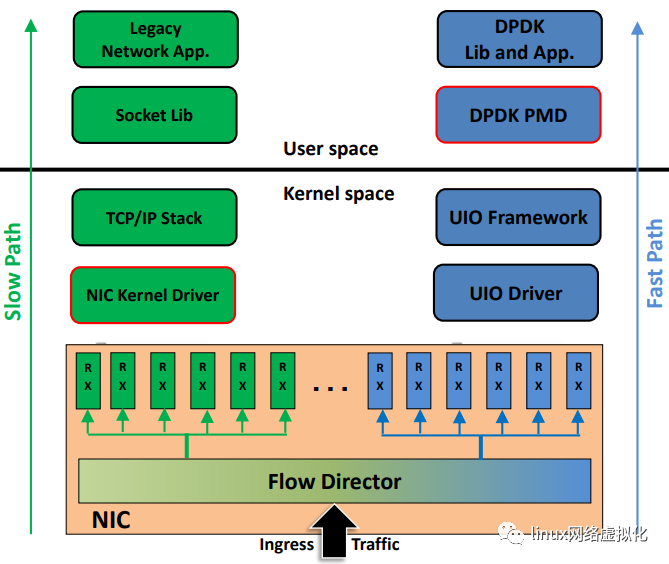 Legacy
Network App.
DPDK
Lib and App.
Socket Lib
DPDK PMD
User space
Kernel space
TCP/IP Stack
UIO Framework
NIC Kernel Driver
UIO Driver
Slow Path
Fast Path
R R R R R R R R R R R R
X X X X X X ... X X X X X X
Flow Director
NIC
Ingress Traffic
linux网络虚拟化